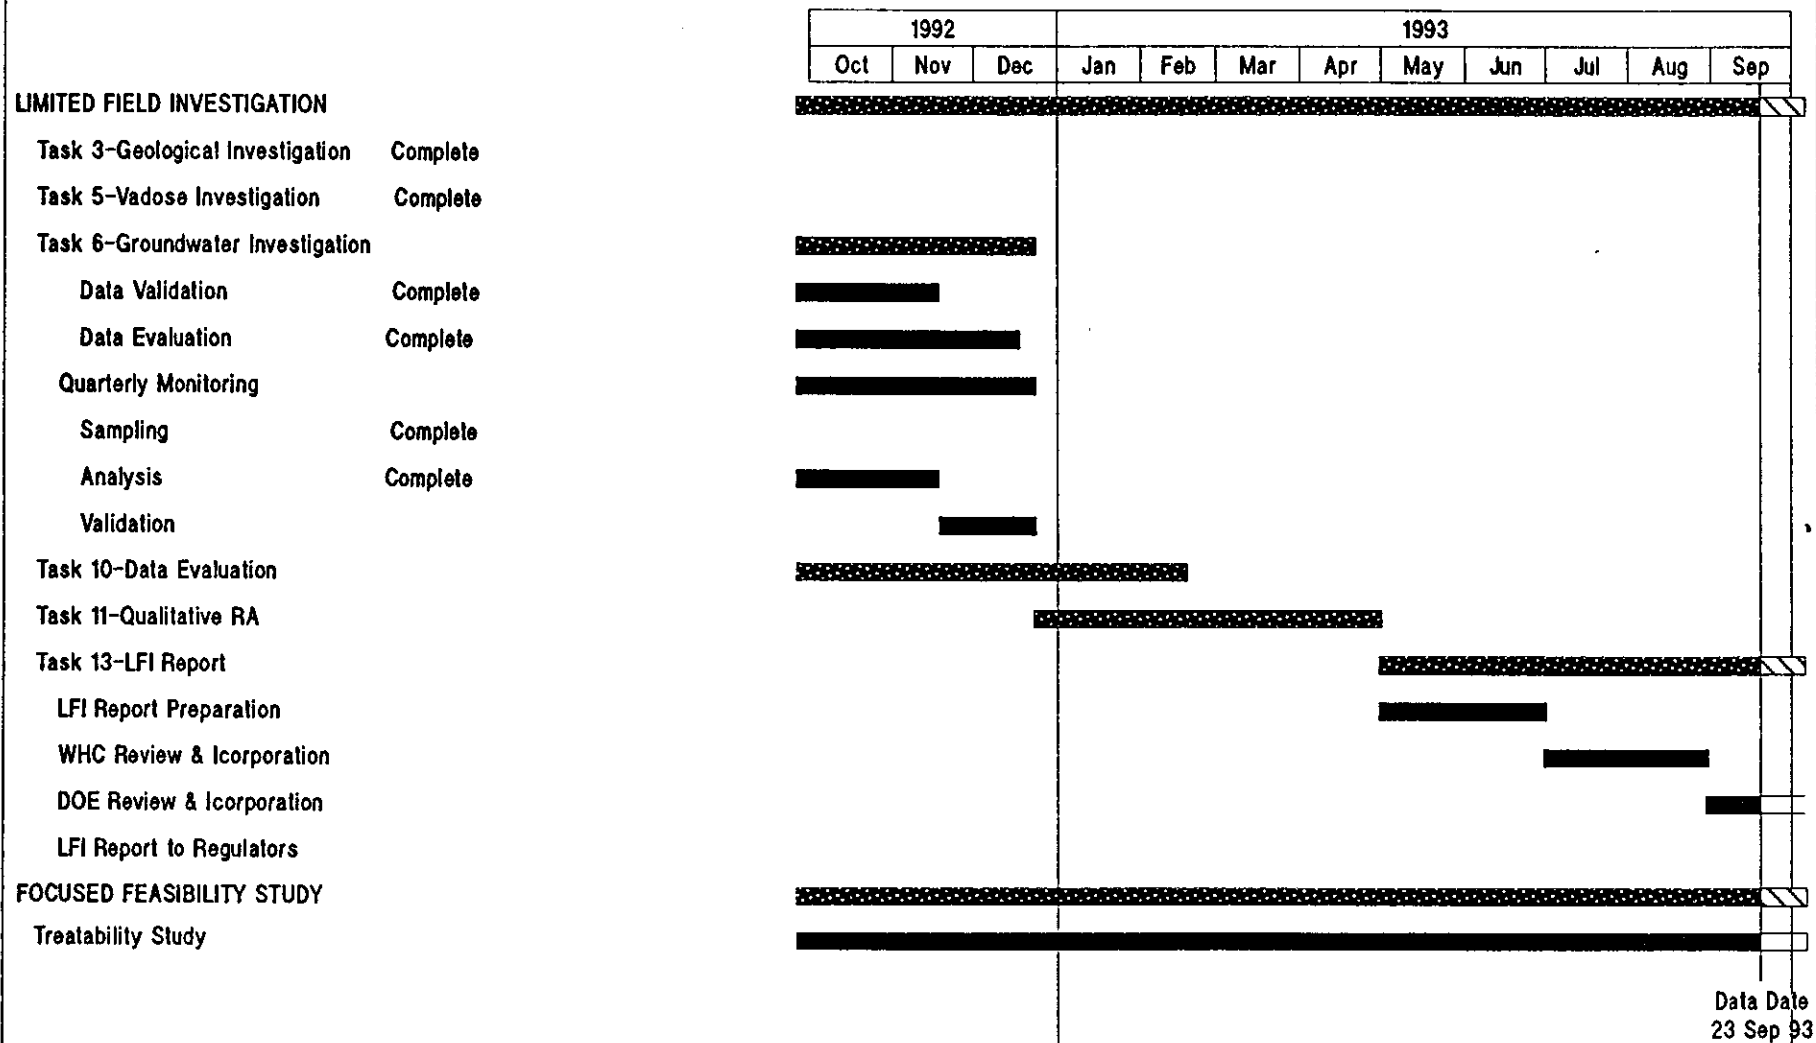 1992 1993
Oct Nov Dec Jan Feb Mar Apr May Jun Jul Aug Sep
LIMITED FIELD INVESTIGATION
Task 3-Geological Investigation Complete
Task 5-Vadose Investigation Complete
Task 6-Groundwater Investigation
Data Validation Complete
Data Evaluation Complete
Quarterly Monitoring
Sampling Complete
Analysis Complete
Validation
Task 10-Data Evaluation
Task 11-Qualitative RA
Task 13-LFI Report
LFI Report Preparation
WHC Review & Icorporation
DOE Review & Icorporation
LFI Report to Regulators
FOCUSED FEASIBILITY STUDY
Treatability Study
Data Date
23 Sep 93